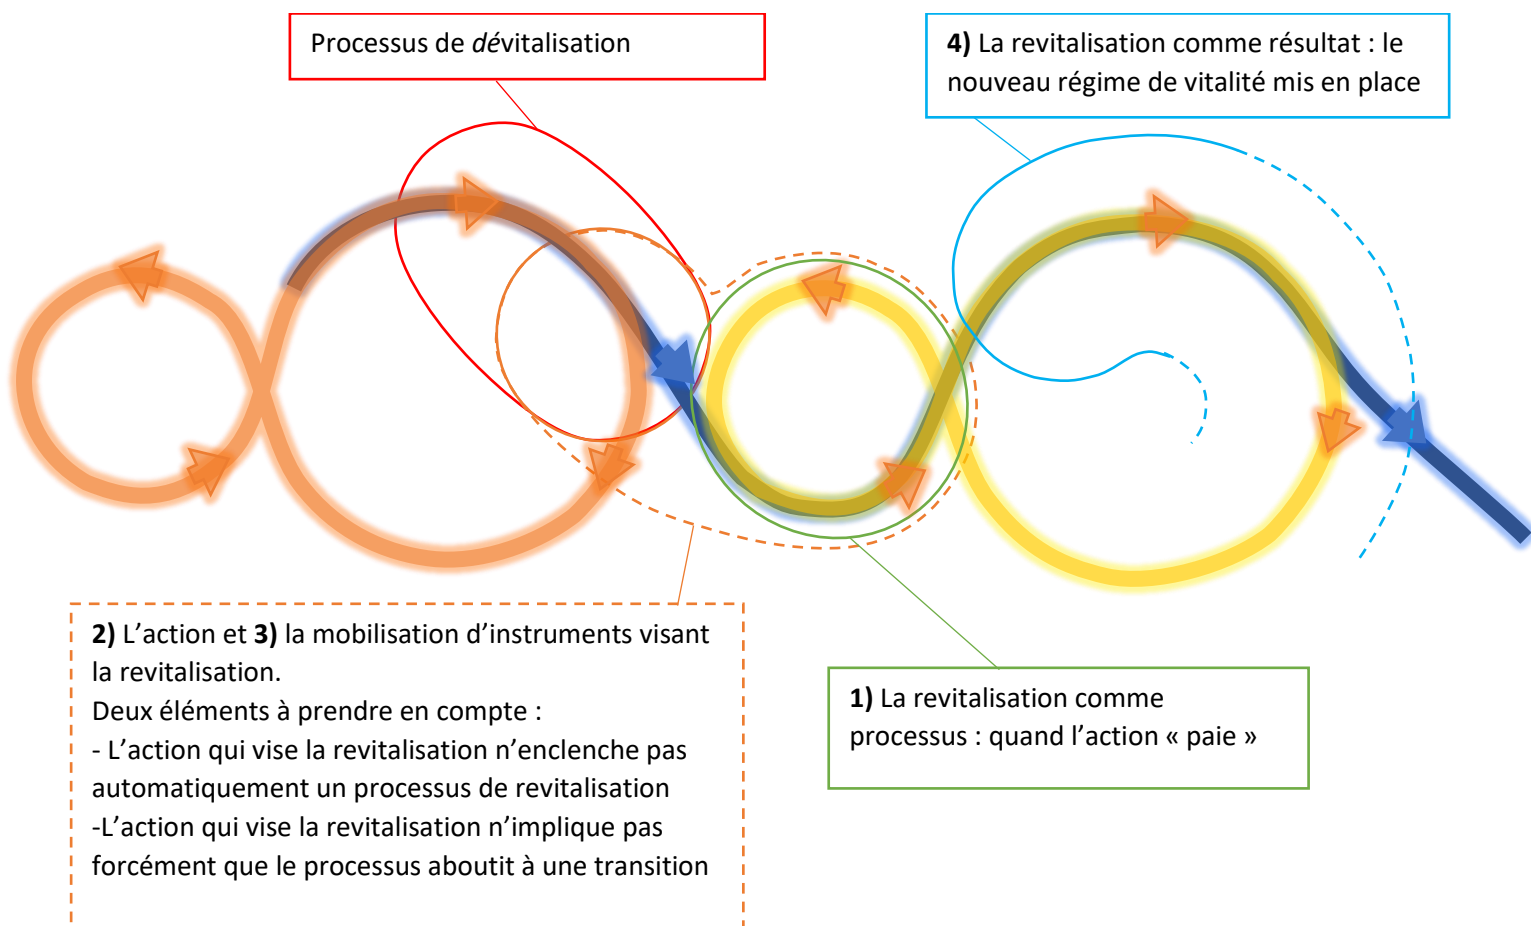 Processus de dévitalisation
4) La revitalisation comme résultat : le
nouveau régime de vitalité mis en place
2) L’action et 3) la mobilisation d’instruments visant
la revitalisation.
Deux éléments à prendre en compte :
- L’action qui vise la revitalisation n’enclenche pas
automatiquement un processus de revitalisation
-L’action qui vise la revitalisation n’implique pas
forcément que le processus aboutit à une transition
1) La revitalisation comme
processus : quand l’action « paie »